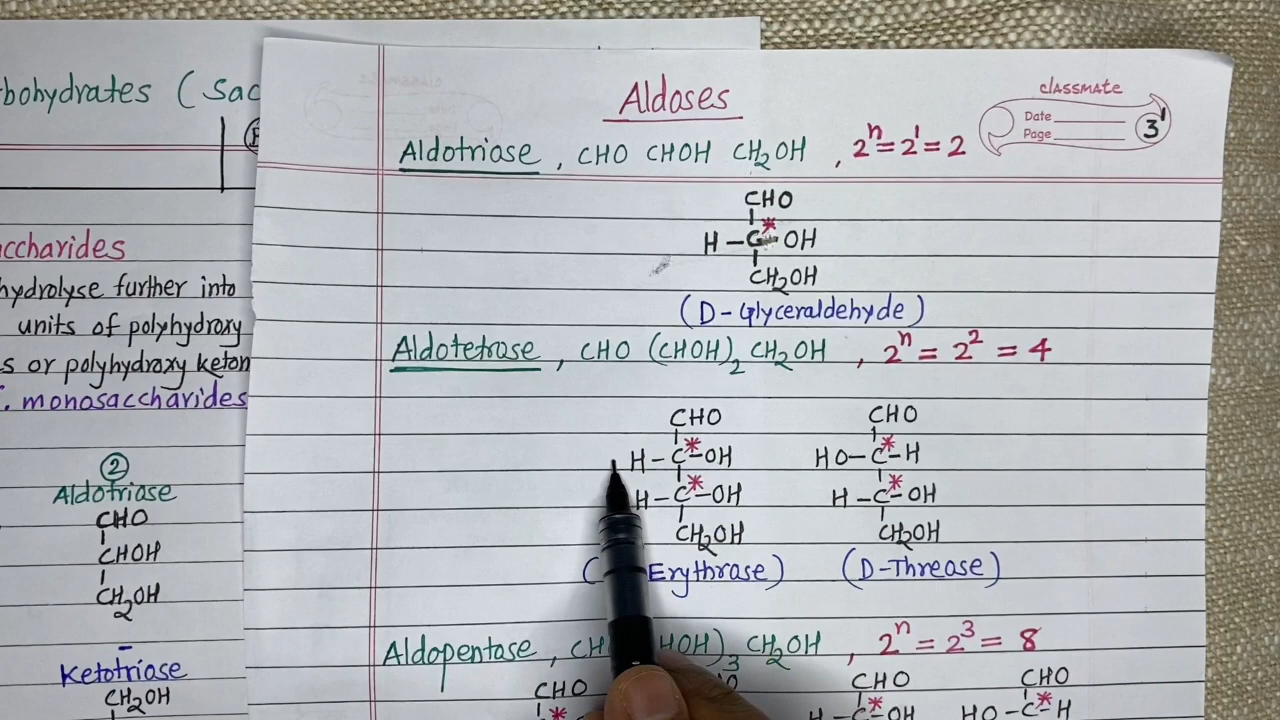 bohydrates (Sac
ccharides
hydrolyse further into
units of polyhydroxy
s or polyhydroxy keton
monosaccharides
②
Aldotriose
CHO
CHOH
CH2OH
Ketotriose
CH2OH
Aldoses
classmate
Date
Page
3
Aldotriose , CHO CHOH CH2OH , 2^n = 2^1 = 2
CHO
H – C* – OH
CH2OH
(D-Glyceraldehyde)
Aldotetrose , CHO (CHOH)2 CH2OH , 2^n = 2^2 = 4
CHO CHO
H – C* – OH HO – C* – H
H – C* – OH H – C* – OH
CH2OH CH2OH
( Erythrose) (D-Threose)
Aldopentose , CH HOH)3 CH2OH , 2^n = 2^3 = 8
CHO CHO CHO
* H – C* – OH HO – C* – H